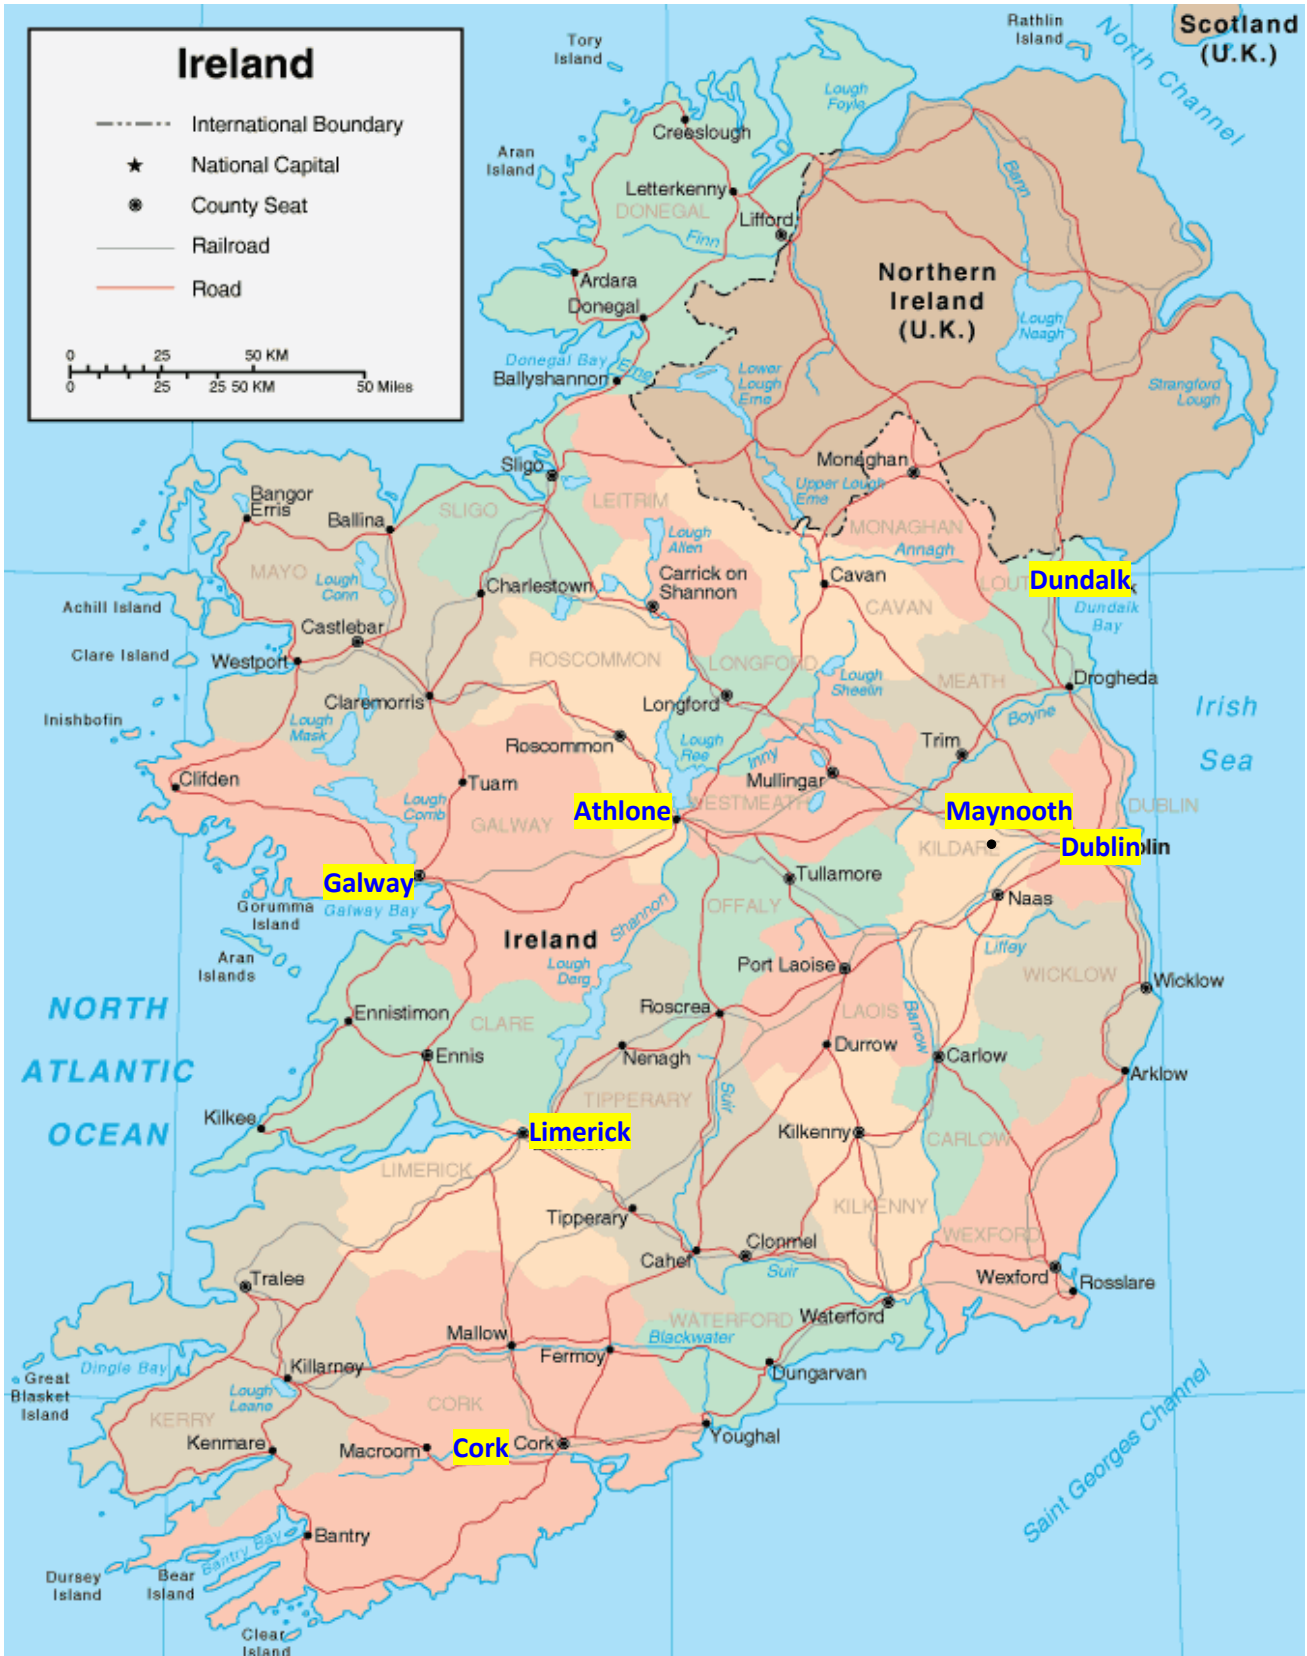 Ireland
International Boundary
National Capital
County Seat
Railroad
Road
0 25 50 KM
0 25 25 50 KM 50 Miles
Scotland
(U.K.)
Rathlin
Island
North Channel
Tory
Island
Lough
Foyle
Creeslough
Aran
Island
Letterkenny
DONEGAL
Lifford
Finn
Bann
Ardara
Donegal
Northern
Ireland
(U.K.)
Lough
Neagh
Donegal Bay
Erne
Ballyshannon
Lower
Lough
Erne
Strangford
Lough
Sligo
Monaghan
Upper Lough
Erne
Bangor
Erris
Ballina
SLIGO
LEITRIM
MONAGHAN
Annagh
Lough
Allen
MAYO
Lough
Conn
Charlestown
Carrick on
Shannon
Cavan
CAVAN
LOUT
Dundalk
k
Dundalk
Bay
Achill Island
Castlebar
Clare Island
Westport
ROSCOMMON
LONGFORD
Lough
Sheelin
MEATH
Drogheda
Claremorris
Longford
Boyne
Inishbofin
Lough
Mask
Irish
Sea
Roscommon
Lough
Ree
Inny
Trim
Mullingar
Clifden
Tuam
Lough
Corrib
GALWAY
Athlone
WESTMEATH
Maynooth
DUBLIN
KILDARE
Dublin
lin
Galway
Galway Bay
Gorumma
Island
Tullamore
Naas
OFFALY
Shannon
Liffey
Aran
Islands
Ireland
Lough
Derg
Port Laoise
WICKLOW
Wicklow
NORTH
ATLANTIC
OCEAN
Ennistimon
CLARE
Roscrea
LAOIS
Barrow
Ennis
Nenagh
Durrow
Carlow
Arklow
Suir
TIPPERARY
Kilkee
Limerick
Kilkenny
CARLOW
LIMERICK
KILKENNY
Tipperary
WEXFORD
Cahel
Clonmel
Suir
Tralee
Wexford
Rosslare
WATERFORD
Waterford
Mallow
Blackwater
Fermoy
Dingle Bay
Killarney
Dungarvan
Great
Blasket
Island
Lough
Leane
CORK
KERRY
Kenmare
Macroom
Cork
Cork
Youghal
Saint Georges Channel
Bantry
Bantry Bay
Dursey
Island
Bear
Island
Clear
Island